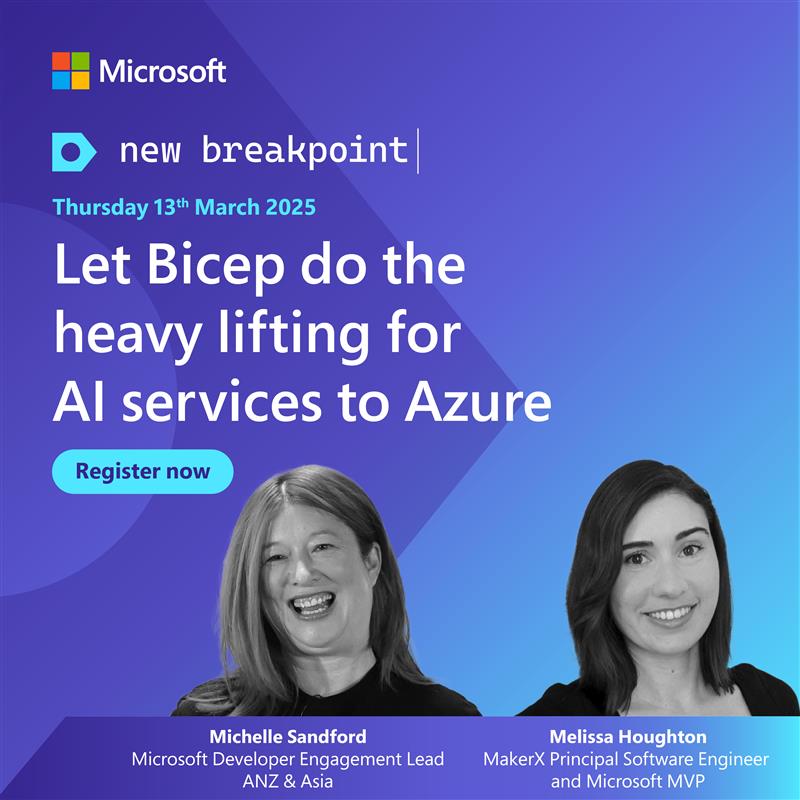 Microsoft
new breakpoint
Thursday 13th March 2025
Let Bicep do the
heavy lifting for
AI services to Azure
Register now
Michelle Sandford
Microsoft Developer Engagement Lead
ANZ & Asia
Melissa Houghton
MakerX Principal Software Engineer
and Microsoft MVP